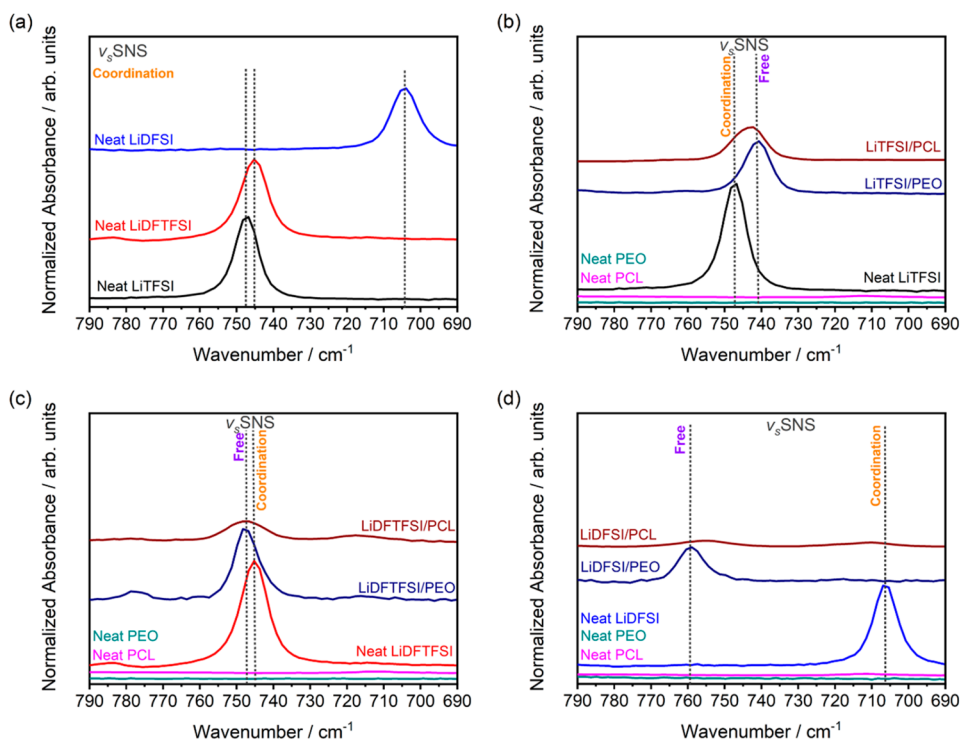 (a)
Normalized Absorbance / arb. units
vₛSNS
Coordination
Neat LiDFSI
Neat LiDFTFSI
Neat LiTFSI
790 780 770 760 750 740 730 720 710 700 690
Wavenumber / cm⁻¹
(b)
Normalized Absorbance / arb. units
vₛSNS
Coordination
Free
LiTFSI/PCL
LiTFSI/PEO
Neat PEO
Neat PCL
Neat LiTFSI
790 780 770 760 750 740 730 720 710 700 690
Wavenumber / cm⁻¹
(c)
Normalized Absorbance / arb. units
vₛSNS
Free
Coordination
LiDFTFSI/PCL
LiDFTFSI/PEO
Neat PEO
Neat PCL
Neat LiDFTFSI
790 780 770 760 750 740 730 720 710 700 690
Wavenumber / cm⁻¹
(d)
Normalized Absorbance / arb. units
vₛSNS
Free
Coordination
LiDFSI/PCL
LiDFSI/PEO
Neat LiDFSI
Neat PEO
Neat PCL
790 780 770 760 750 740 730 720 710 700 690
Wavenumber / cm⁻¹